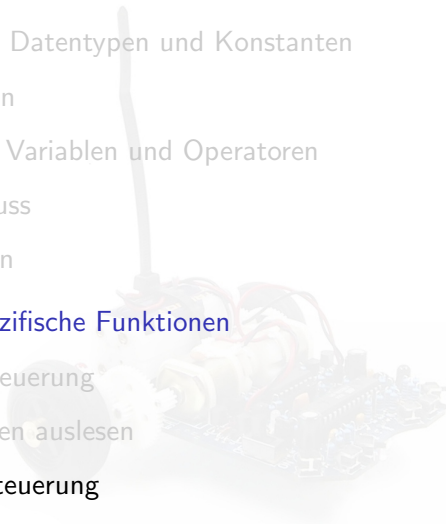 Datentypen und Konstanten
n
Variablen und Operatoren
uss
n
zifische Funktionen
euerung
en auslesen
teuerung